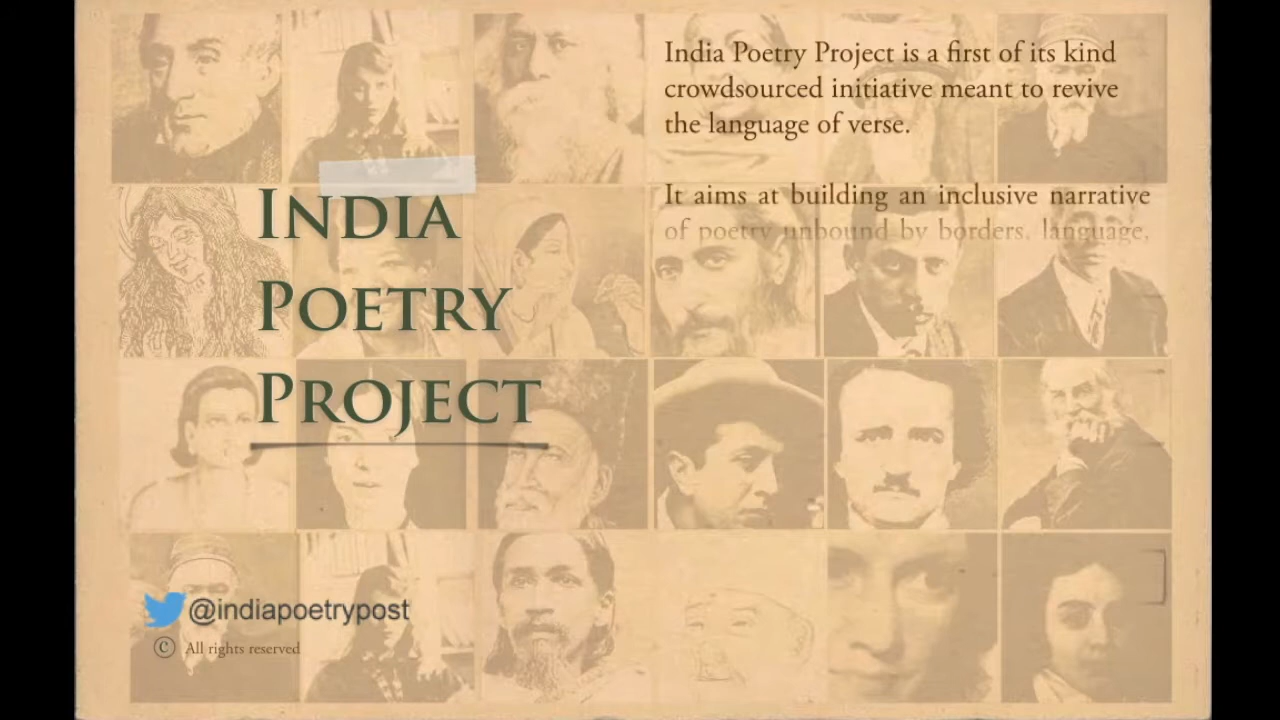 INDIA
POETRY
PROJECT
India Poetry Project is a first of its kind
crowdsourced initiative meant to revive
the language of verse.
It aims at building an inclusive narrative
of poetry unbound by borders, language,
@indiapoetrypost
© All rights reserved